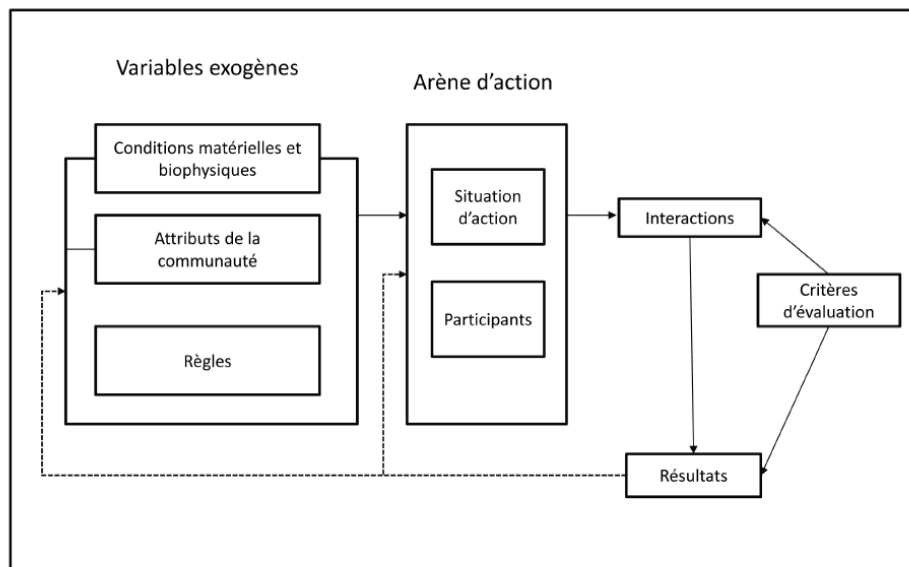 Variables exogènes
Arène d’action
Conditions matérielles et
biophysiques
Attributs de la
communauté
Règles
Situation
d’action
Participants
Interactions
Critères
d’évaluation
Résultats